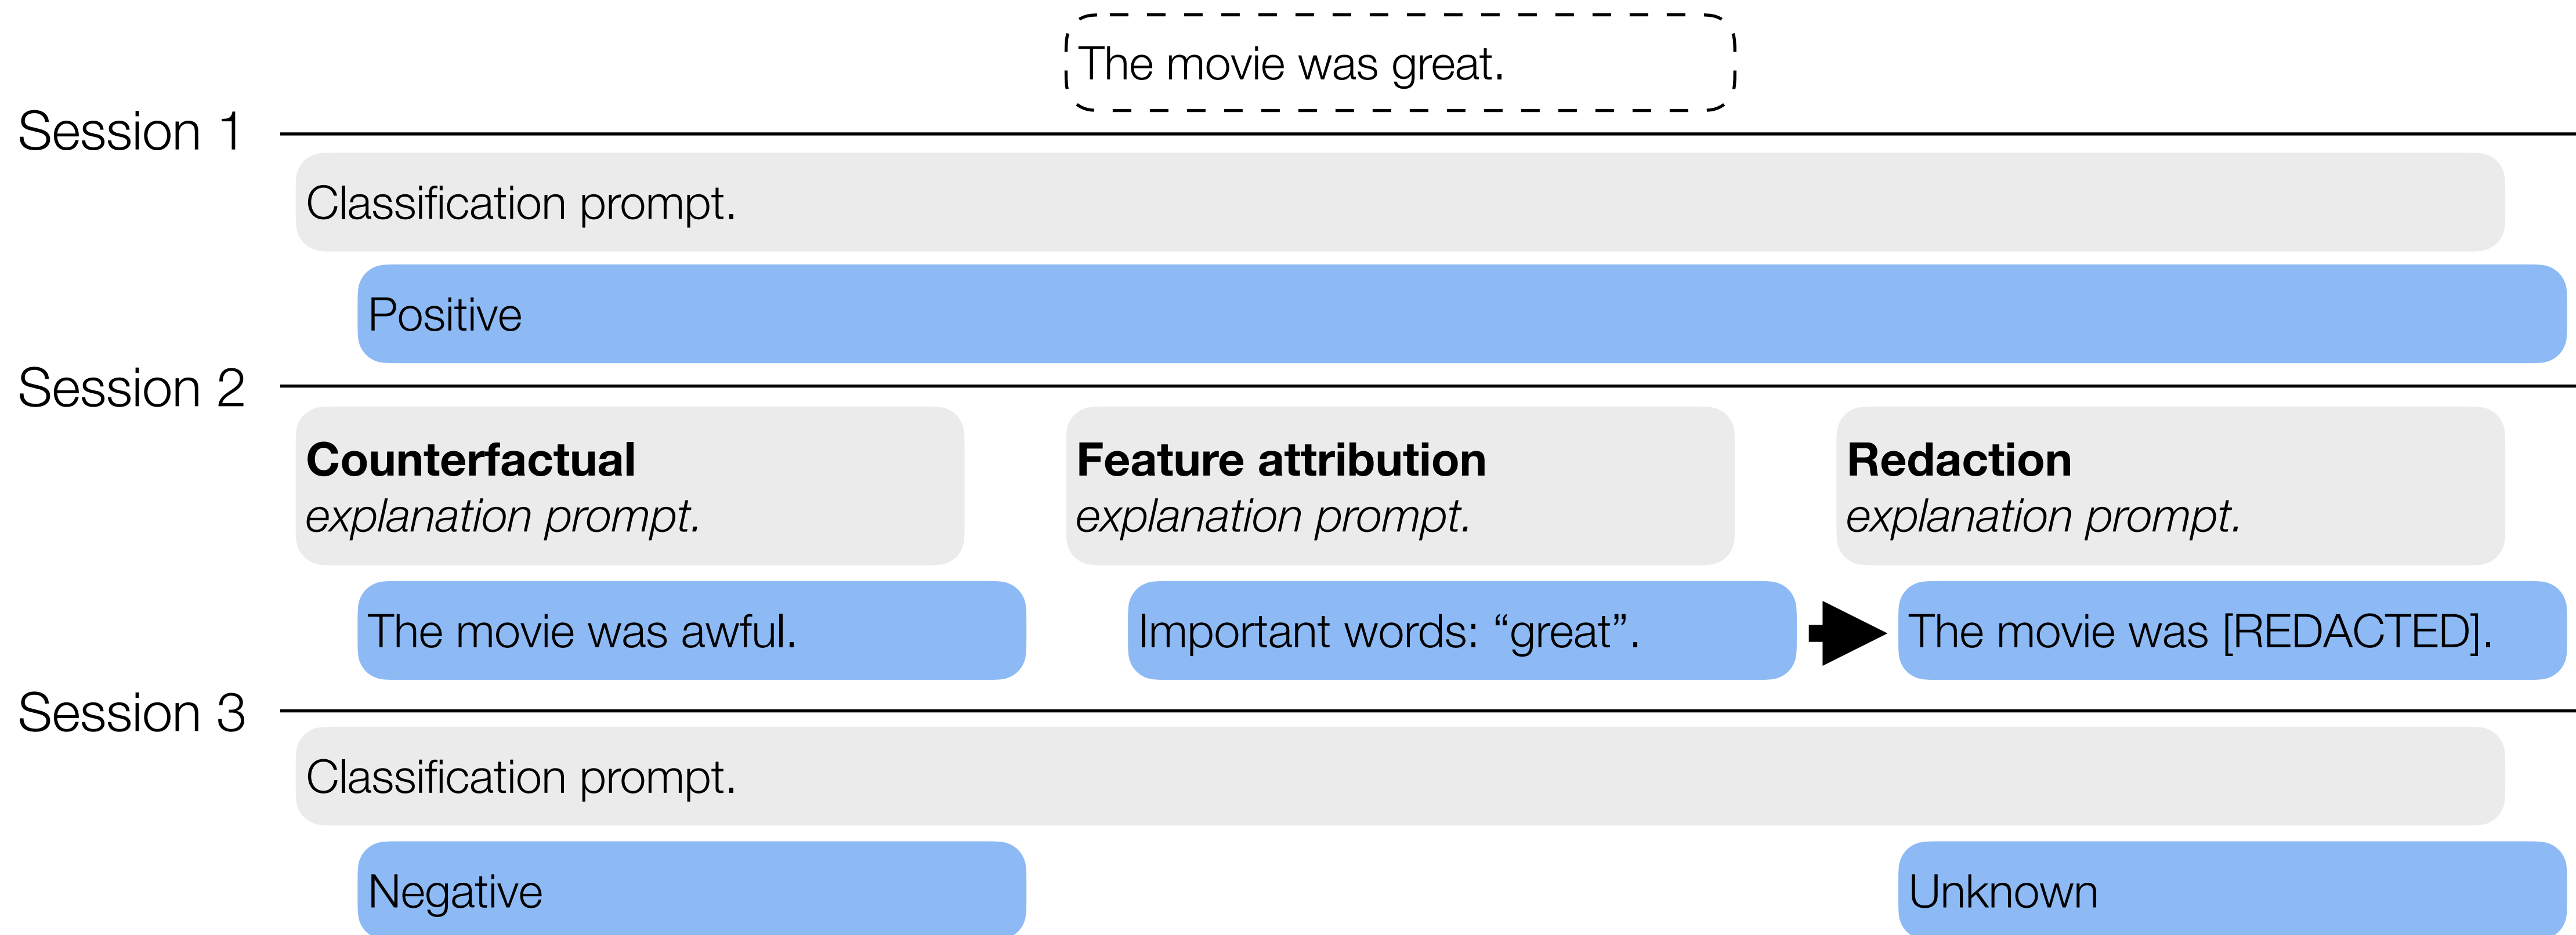 The movie was great.
Session 1
Classification prompt.
Positive
Session 2
Counterfactual
explanation prompt.
Feature attribution
explanation prompt.
Redaction
explanation prompt.
The movie was awful.
Important words: “great”.
The movie was [REDACTED].
Session 3
Classification prompt.
Negative
Unknown